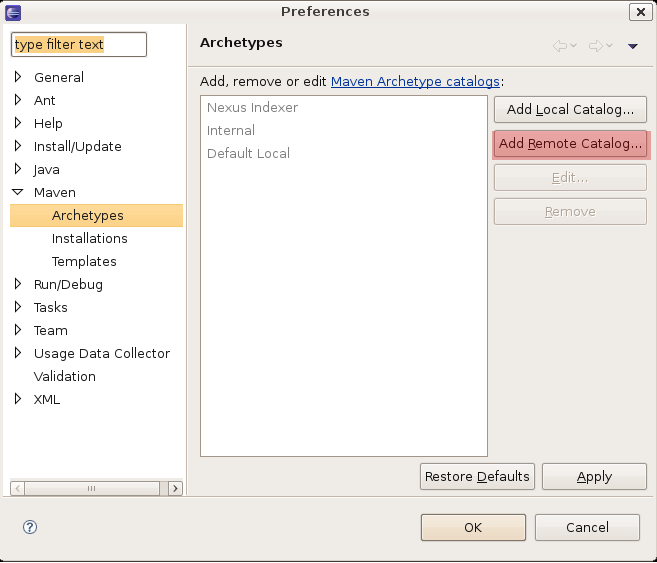 Preferences
type filter text
General
Ant
Help
Install/Update
Java
Maven
Archetypes
Installations
Templates
Run/Debug
Tasks
Team
Usage Data Collector
Validation
XML
Archetypes
Add, remove or edit Maven Archetype catalogs:
Nexus Indexer
Internal
Default Local
Add Local Catalog...
Add Remote Catalog...
Edit...
Remove
Restore Defaults
Apply
?
OK
Cancel